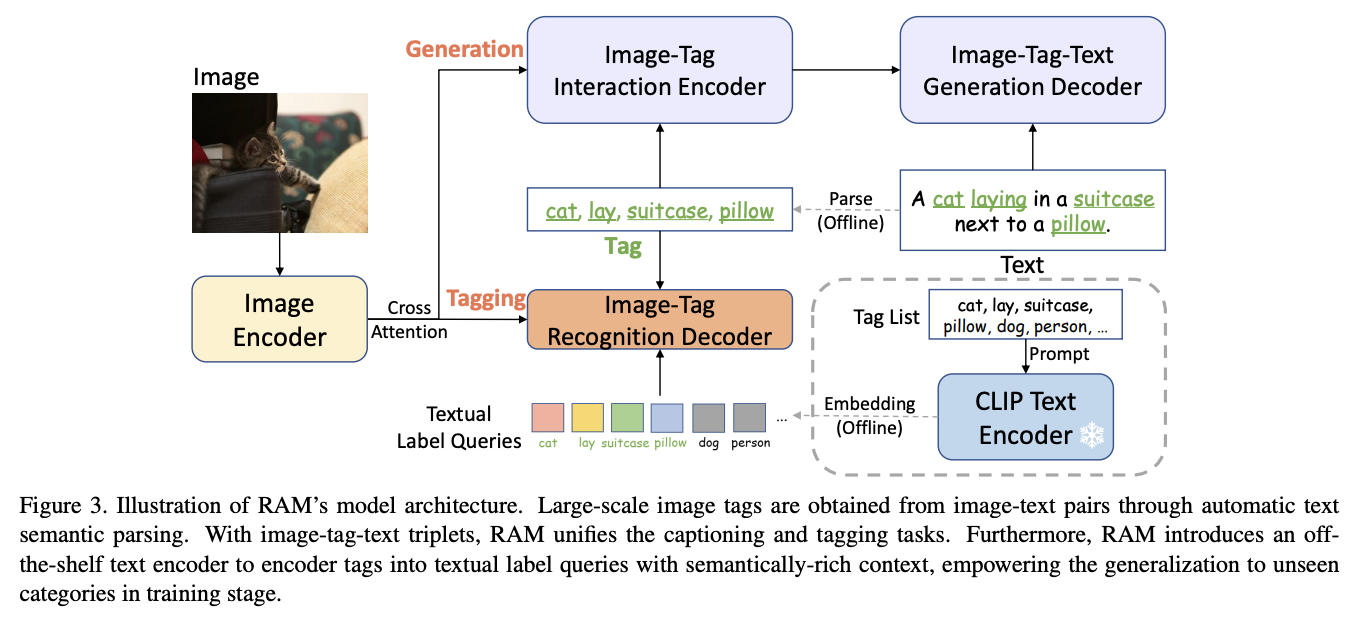 Image
Generation
Image-Tag
Interaction Encoder
Image-Tag-Text
Generation Decoder
cat, lay, suitcase, pillow
Tag
Parse
(Offline)
A cat laying in a suitcase
next to a pillow.
Text
Image
Encoder
Cross
Attention
Tagging
Image-Tag
Recognition Decoder
Tag List
cat, lay, suitcase,
pillow, dog, person, ...
Prompt
CLIP Text
Encoder
Embedding
(Offline)
Textual
Label Queries
cat lay suitcase pillow dog person ...
Figure 3. Illustration of RAM's model architecture. Large-scale image tags are obtained from image-text pairs through automatic text
semantic parsing. With image-tag-text triplets, RAM unifies the captioning and tagging tasks. Furthermore, RAM introduces an off-
the-shelf text encoder to encoder tags into textual label queries with semantically-rich context, empowering the generalization to unseen
categories in training stage.